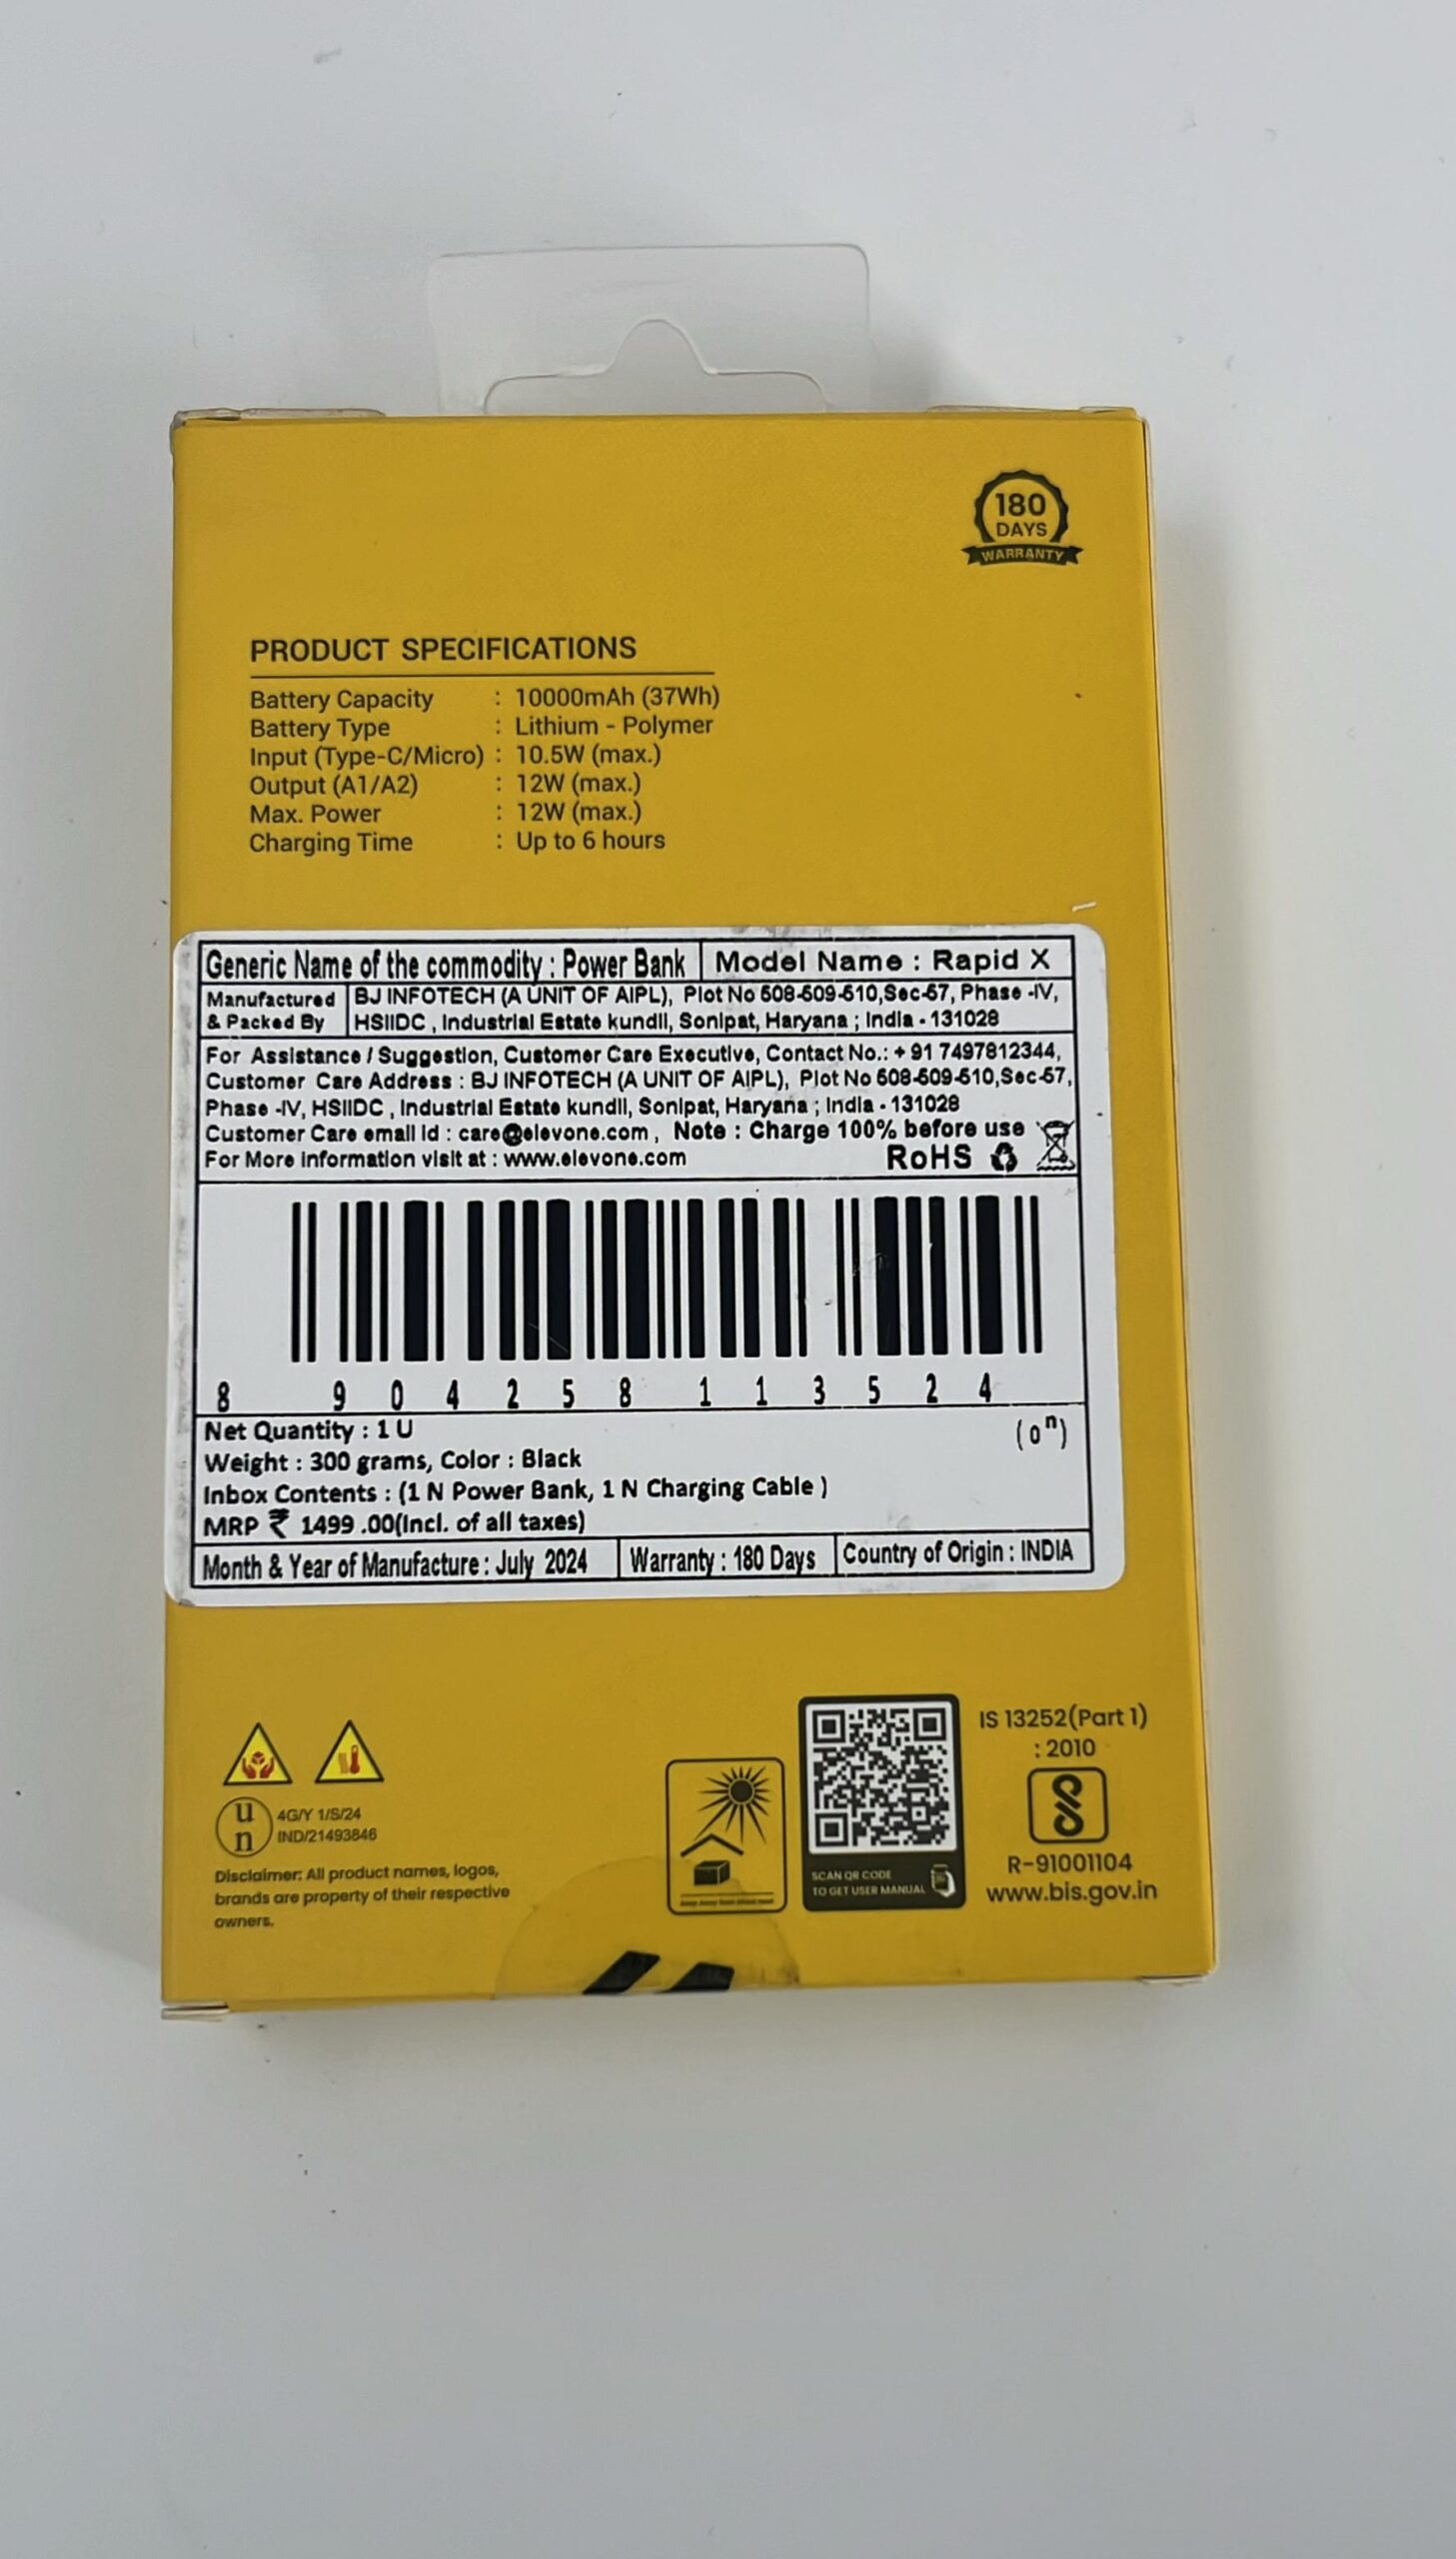 180
DAYS
WARRANTY
PRODUCT SPECIFICATIONS
Battery Capacity : 10000mAh (37Wh)
Battery Type : Lithium - Polymer
Input (Type-C/Micro) : 10.5W (max.)
Output (A1/A2) : 12W (max.)
Max. Power : 12W (max.)
Charging Time : Up to 6 hours
Generic Name of the commodity : Power Bank Model Name : Rapid X
Manufactured BJ INFOTECH (A UNIT OF AIPL), Plot No 508-509-510,Sec-57, Phase -IV,
& Packed By HSIIDC , Industrial Estate kundli, Sonipat, Haryana ; India - 131028
For Assistance / Suggestion, Customer Care Executive, Contact No.: + 91 7497812344,
Customer Care Address : BJ INFOTECH (A UNIT OF AIPL), Plot No 508-509-510,Sec-57,
Phase -IV, HSIIDC , Industrial Estate kundli, Sonipat, Haryana ; India - 131028
Customer Care email id : care@elevone.com , Note : Charge 100% before use
For More information visit at : www.elevone.com RoHS
8 904258 113524
Net Quantity : 1 U (0ⁿ)
Weight : 300 grams, Color : Black
Inbox Contents : (1 N Power Bank, 1 N Charging Cable )
MRP ₹ 1499 .00(Incl. of all taxes)
Month & Year of Manufacture : July 2024 Warranty : 180 Days Country of Origin : INDIA
u
n
4G/Y 1/S/24
IND/21493846
Disclaimer: All product names, logos,
brands are property of their respective
owners.
SCAN QR CODE
TO GET USER MANUAL
IS 13252(Part 1)
: 2010
R-91001104
www.bis.gov.in